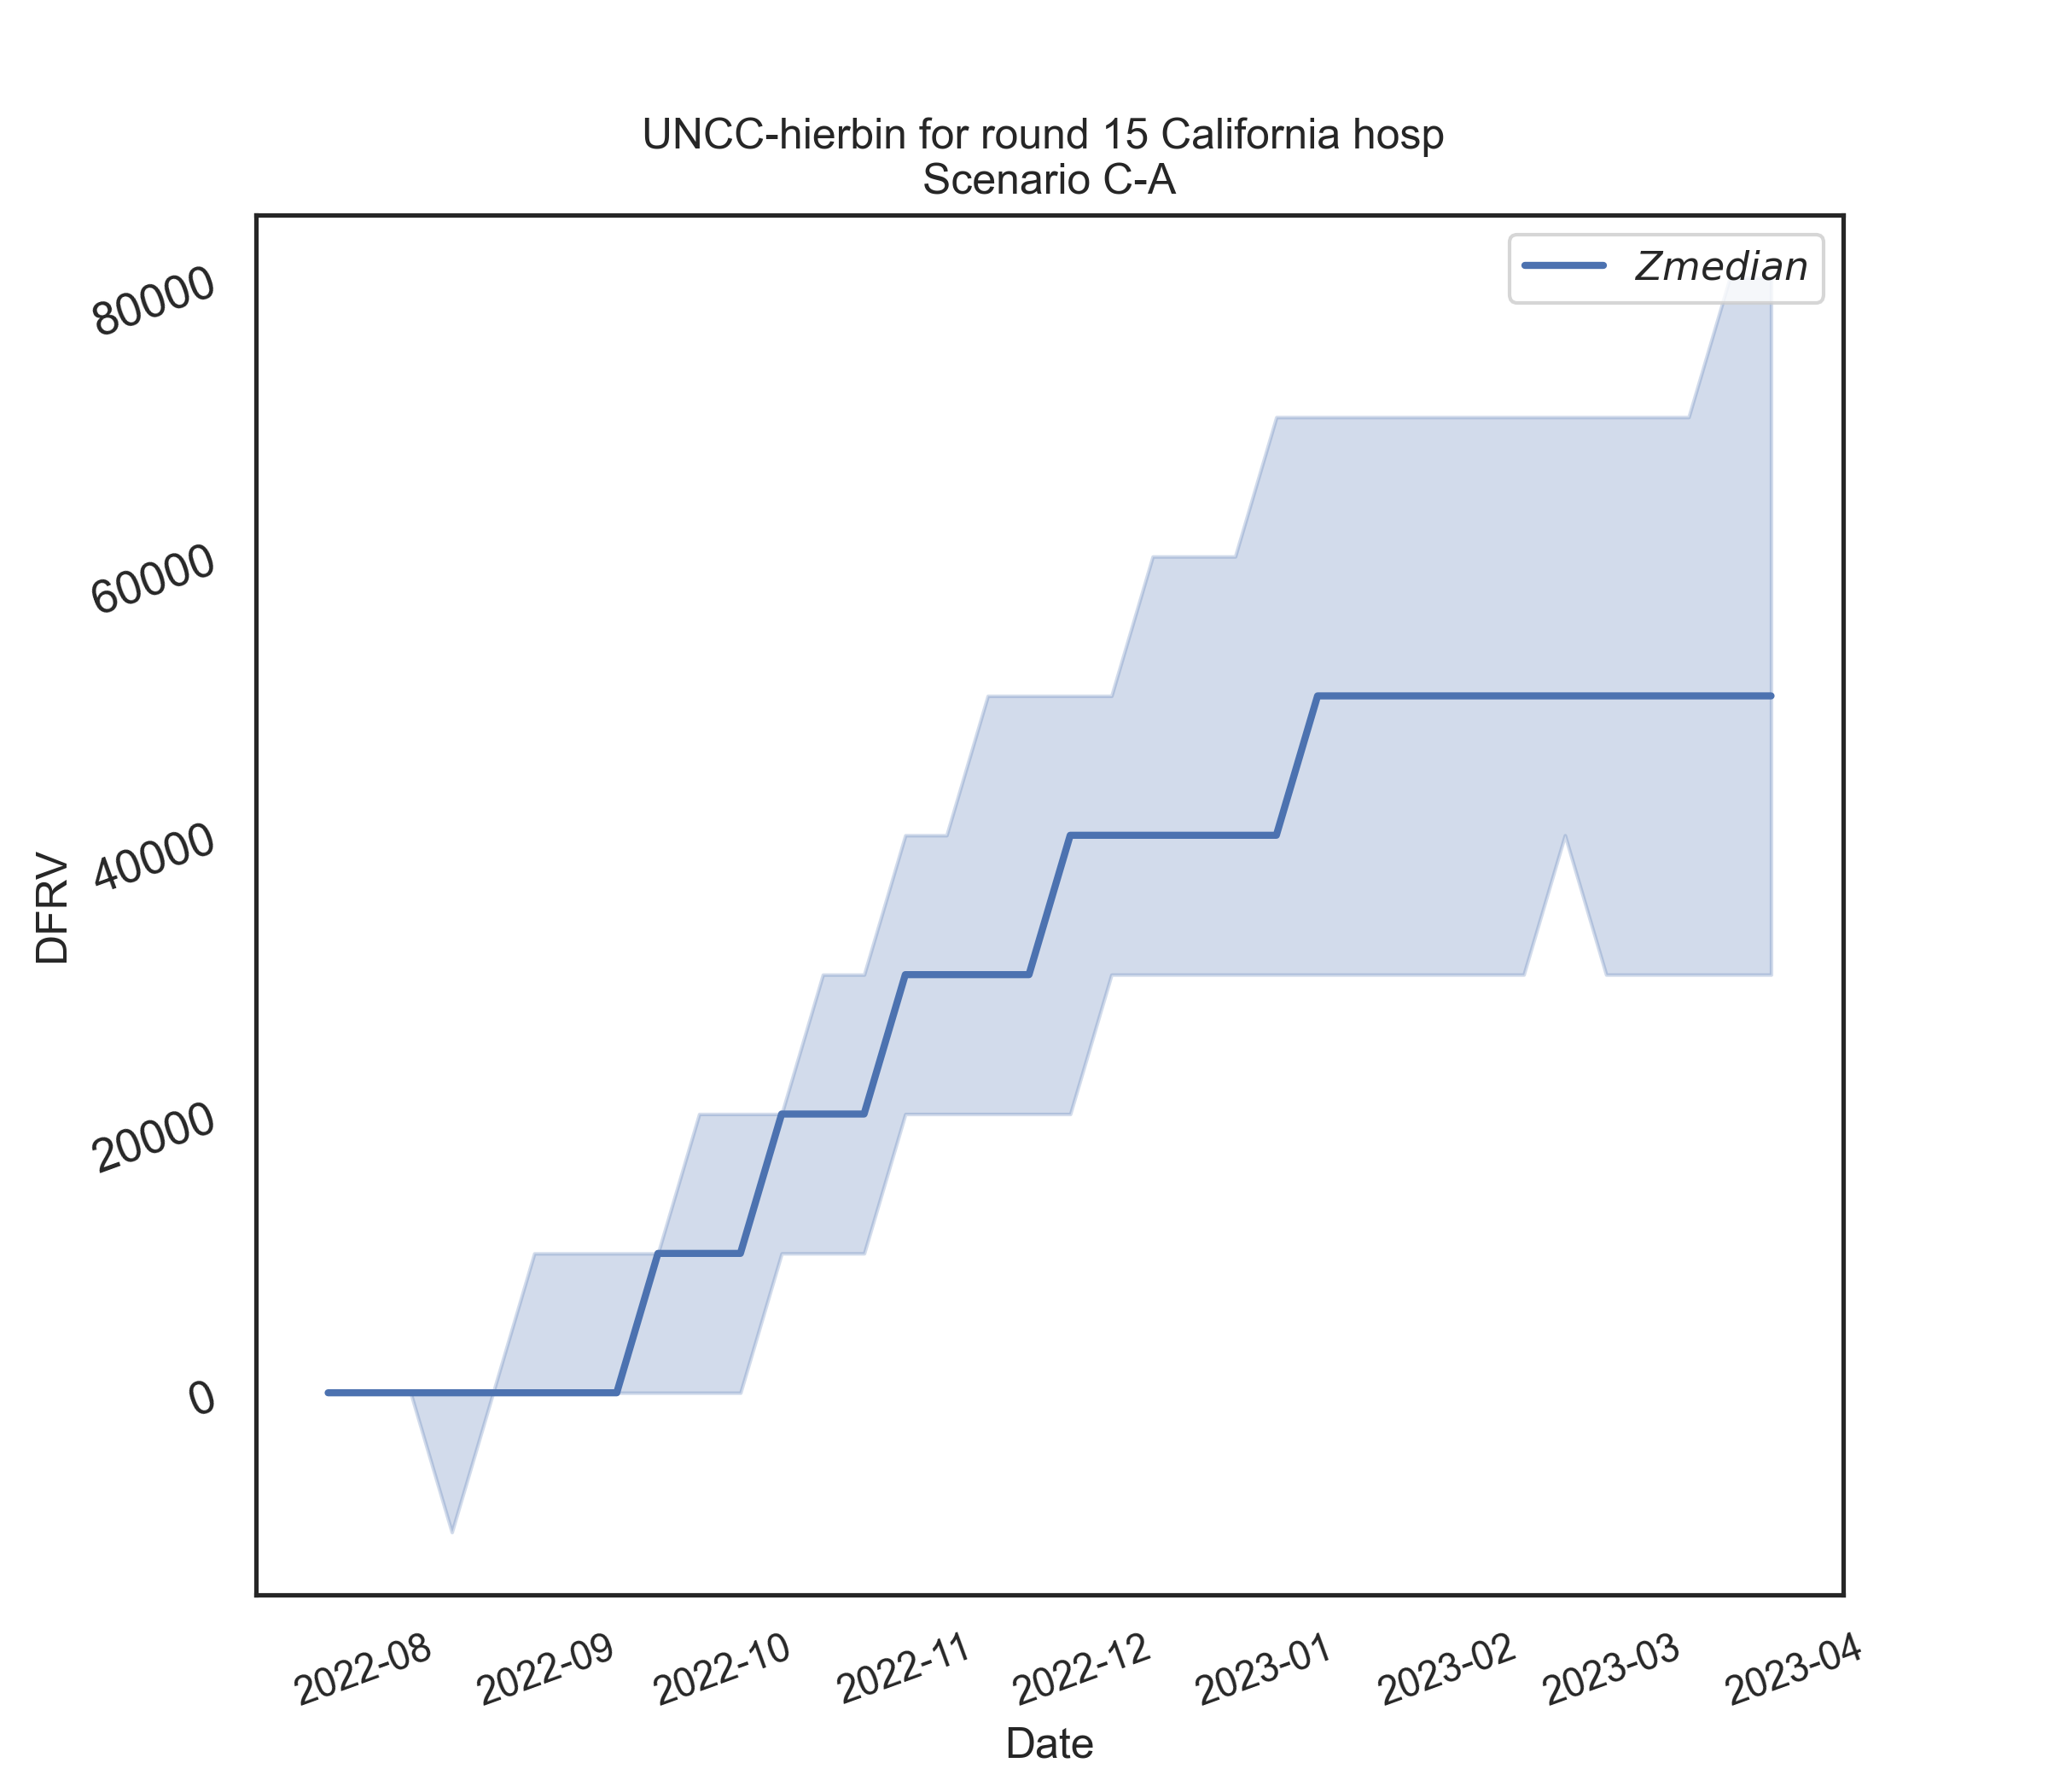 UNCC-hierbin for round 15 California hosp
Scenario C-A
Zmedian
80000
60000
40000
20000
0
DFRV
2022-08
2022-09
2022-10
2022-11
2022-12
2023-01
2023-02
2023-03
2023-04
Date